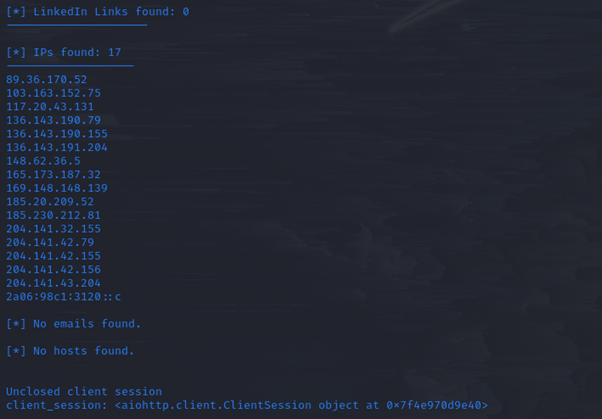 [*] LinkedIn Links found: 0
---------------------
[*] IPs found: 17
-------------------
89.36.170.52
103.163.152.75
117.20.43.131
136.143.190.79
136.143.190.155
136.143.191.204
148.62.36.5
165.173.187.32
169.148.148.139
185.20.209.52
185.230.212.81
204.141.32.155
204.141.42.79
204.141.42.155
204.141.42.156
204.141.43.204
2a06:98c1:3120::c
[*] No emails found.
[*] No hosts found.
Unclosed client session
client_session: <aiohttp.client.ClientSession object at 0x7f4e970d9e40>